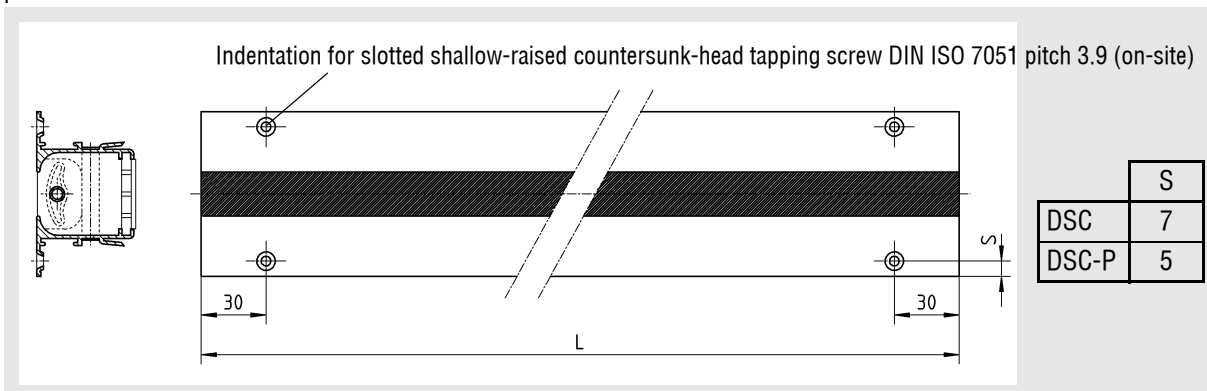 Indentation for slotted shallow-raised countersunk-head tapping screw DIN ISO 7051 pitch 3.9 (on-site)
S
S
DSC 7
DSC-P 5
30 30
L